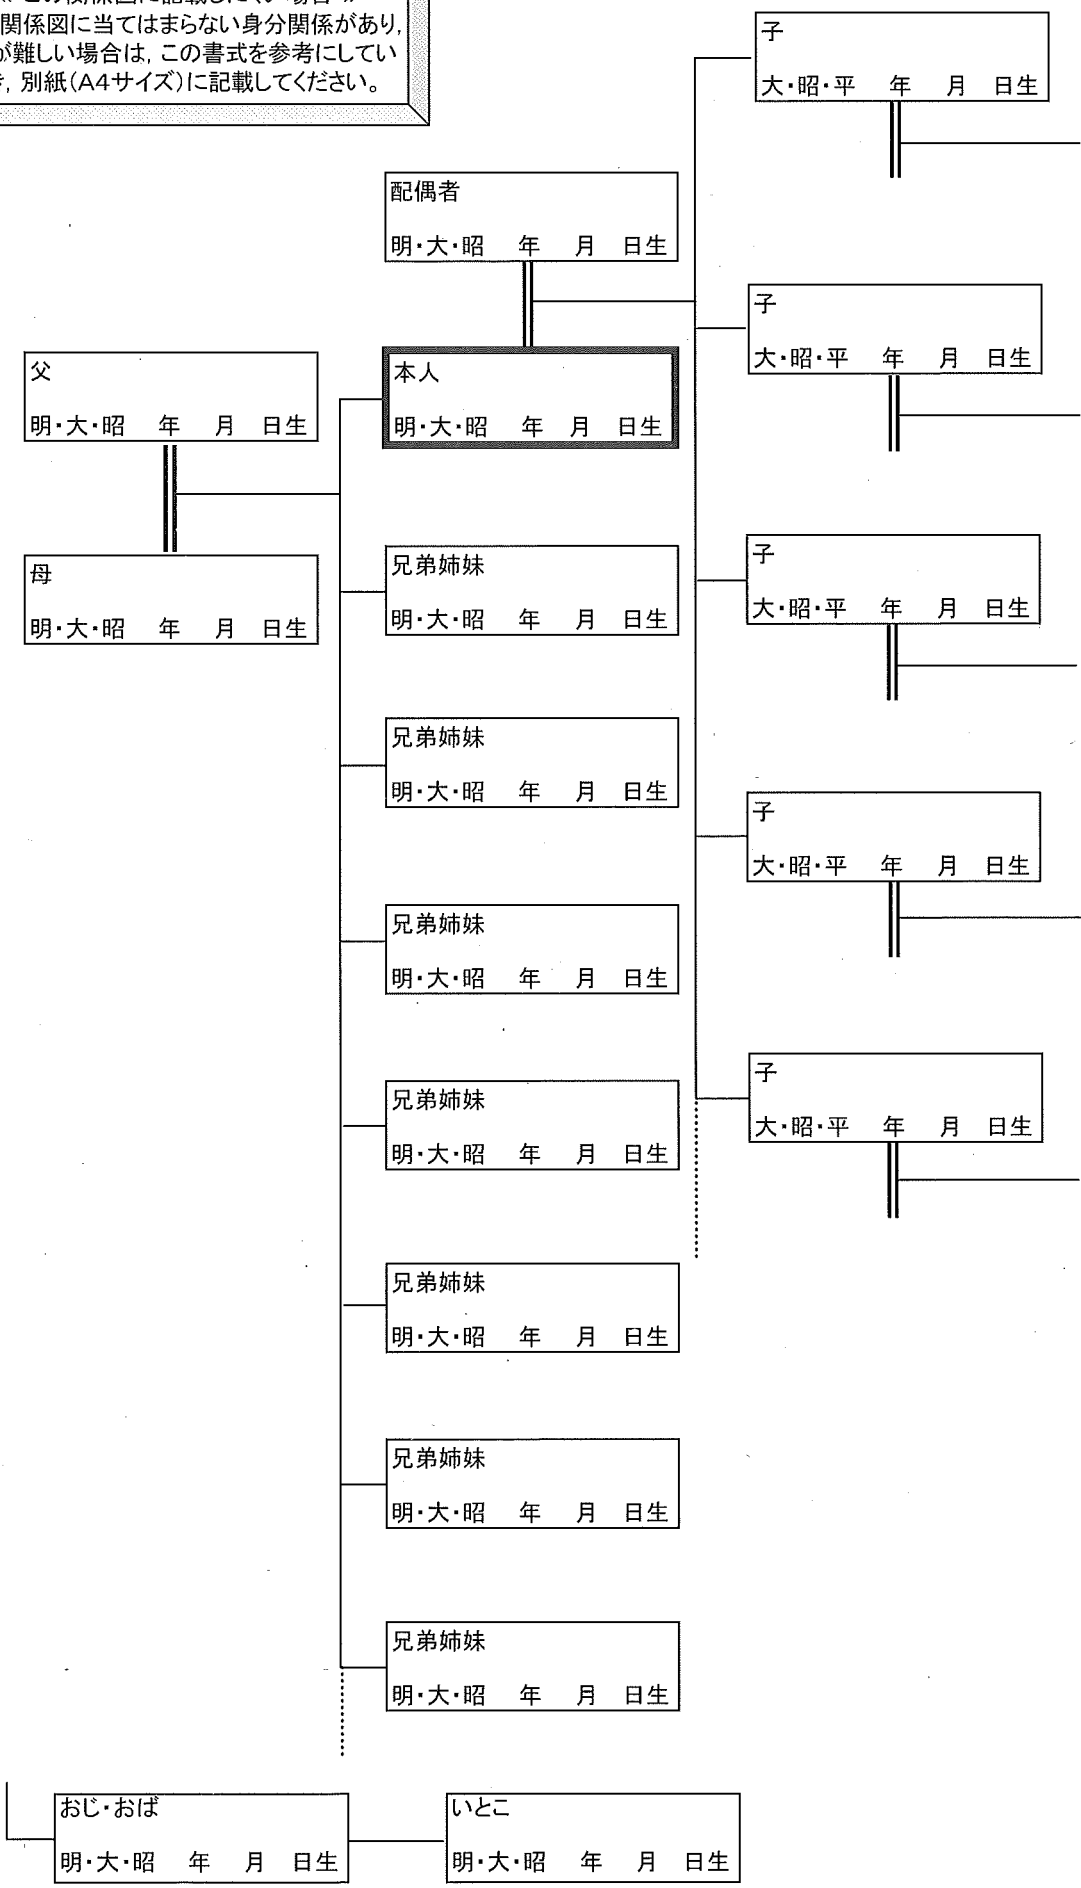 関係図に当てはまらない身分関係があり,
が難しい場合は, この書式を参考にしてい
, 別紙(A4サイズ)に記載してください。
子
大・昭・平 年 月 日生
配偶者
明・大・昭 年 月 日生
子
大・昭・平 年 月 日生
父
明・大・昭 年 月 日生
本人
明・大・昭 年 月 日生
母
明・大・昭 年 月 日生
兄弟姉妹
明・大・昭 年 月 日生
子
大・昭・平 年 月 日生
兄弟姉妹
明・大・昭 年 月 日生
子
大・昭・平 年 月 日生
兄弟姉妹
明・大・昭 年 月 日生
子
大・昭・平 年 月 日生
兄弟姉妹
明・大・昭 年 月 日生
兄弟姉妹
明・大・昭 年 月 日生
兄弟姉妹
明・大・昭 年 月 日生
兄弟姉妹
明・大・昭 年 月 日生
おじ・おば
明・大・昭 年 月 日生
いとこ
明・大・昭 年 月 日生